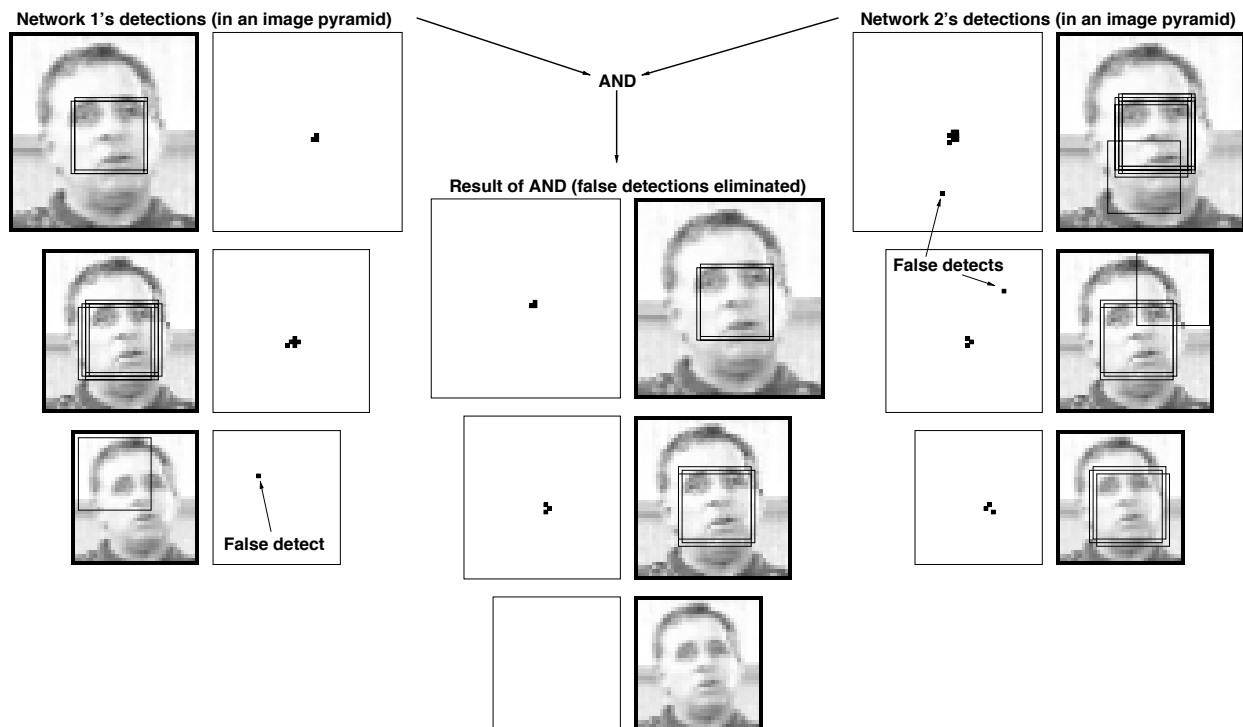 Network 1's detections (in an image pyramid)
Network 2's detections (in an image pyramid)
AND
Result of AND (false detections eliminated)
False detects
False detect